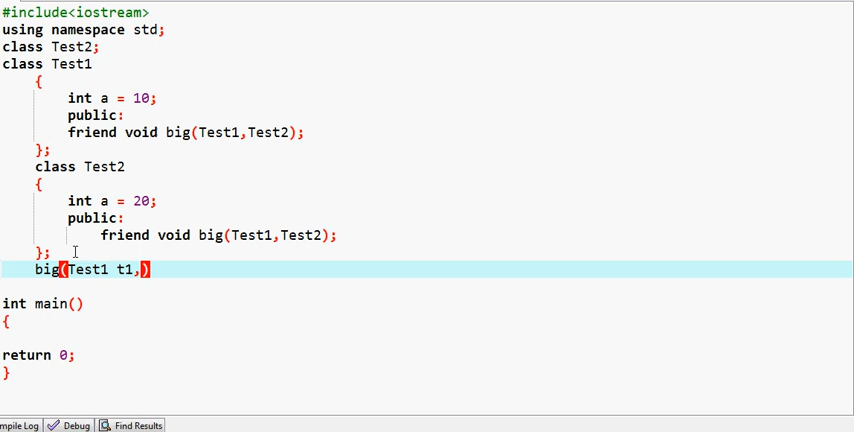 #include<iostream>
using namespace std;
class Test2;
class Test1
{
int a = 10;
public:
friend void big(Test1,Test2);
};
class Test2
{
int a = 20;
public:
friend void big(Test1,Test2);
};
big(Test1 t1,)
int main()
{
return 0;
}
mpile Log Debug Find Results